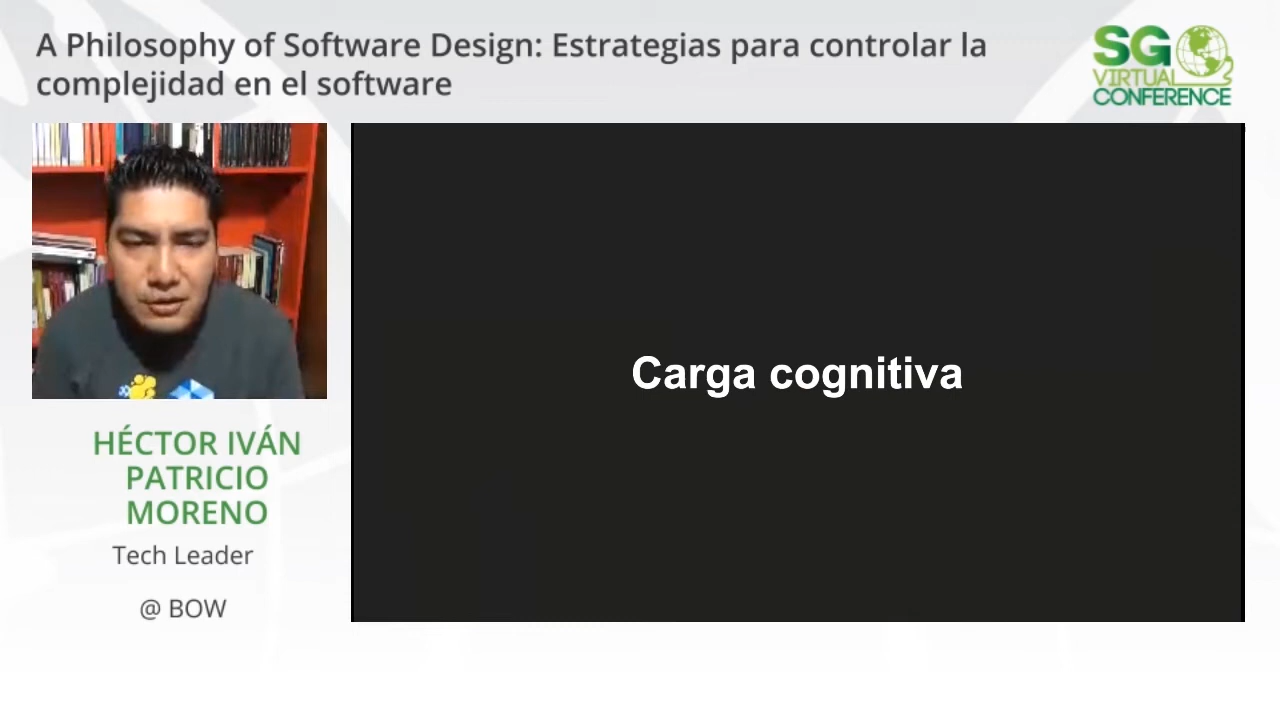 A Philosophy of Software Design: Estrategias para controlar la
complejidad en el software
SG
VIRTUAL
CONFERENCE
Carga cognitiva
HÉCTOR IVÁN
PATRICIO
MORENO
Tech Leader
@ BOW